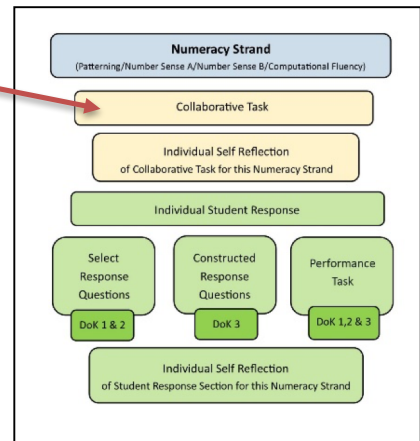 Numeracy Strand
(Patterning/Number Sense A/Number Sense B/Computational Fluency)
Collaborative Task
Individual Self Reflection
of Collaborative Task for this Numeracy Strand
Individual Student Response
Select
Response
Questions
DoK 1 & 2
Constructed
Response
Questions
DoK 3
Performance
Task
DoK 1,2 & 3
Individual Self Reflection
of Student Response Section for this Numeracy Strand